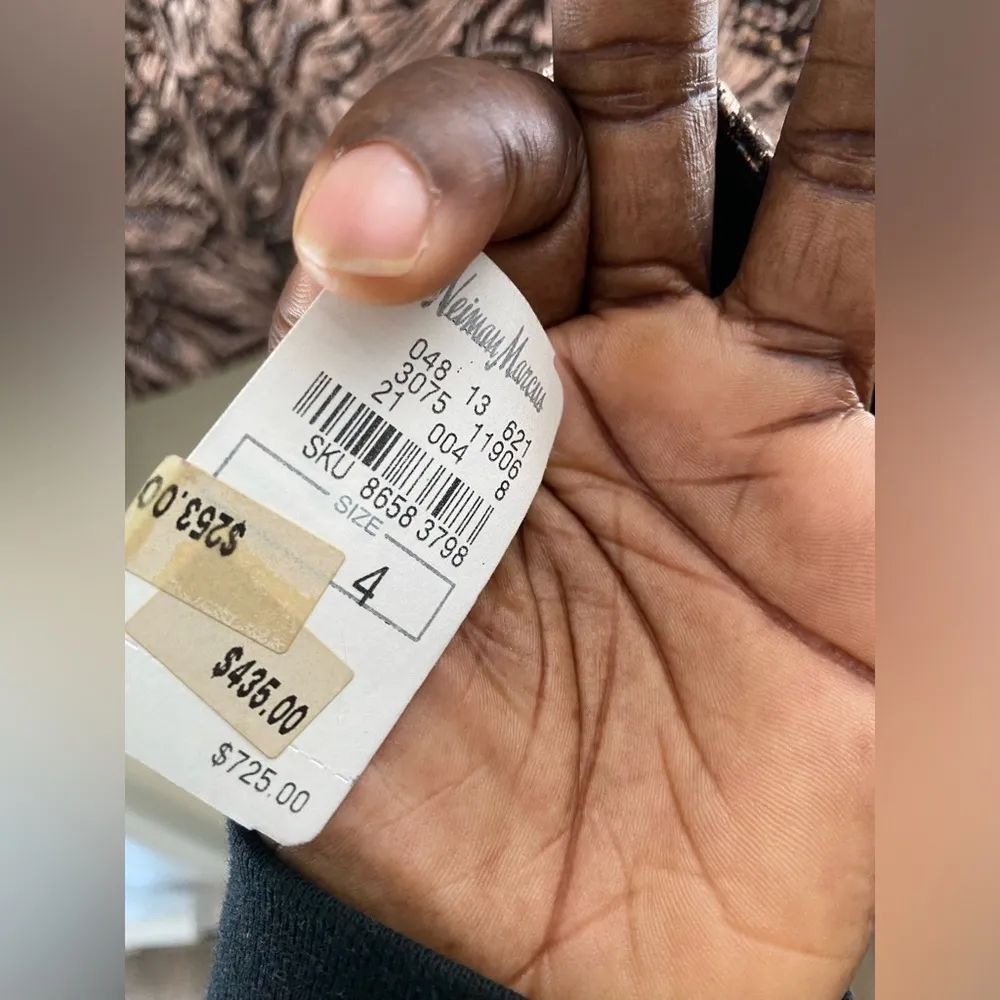 Neiman Marcus
048 13 621
3075 11906
21 004 8
SKU 8658 3798
SIZE
4
$253.00
$435.00
$725.00